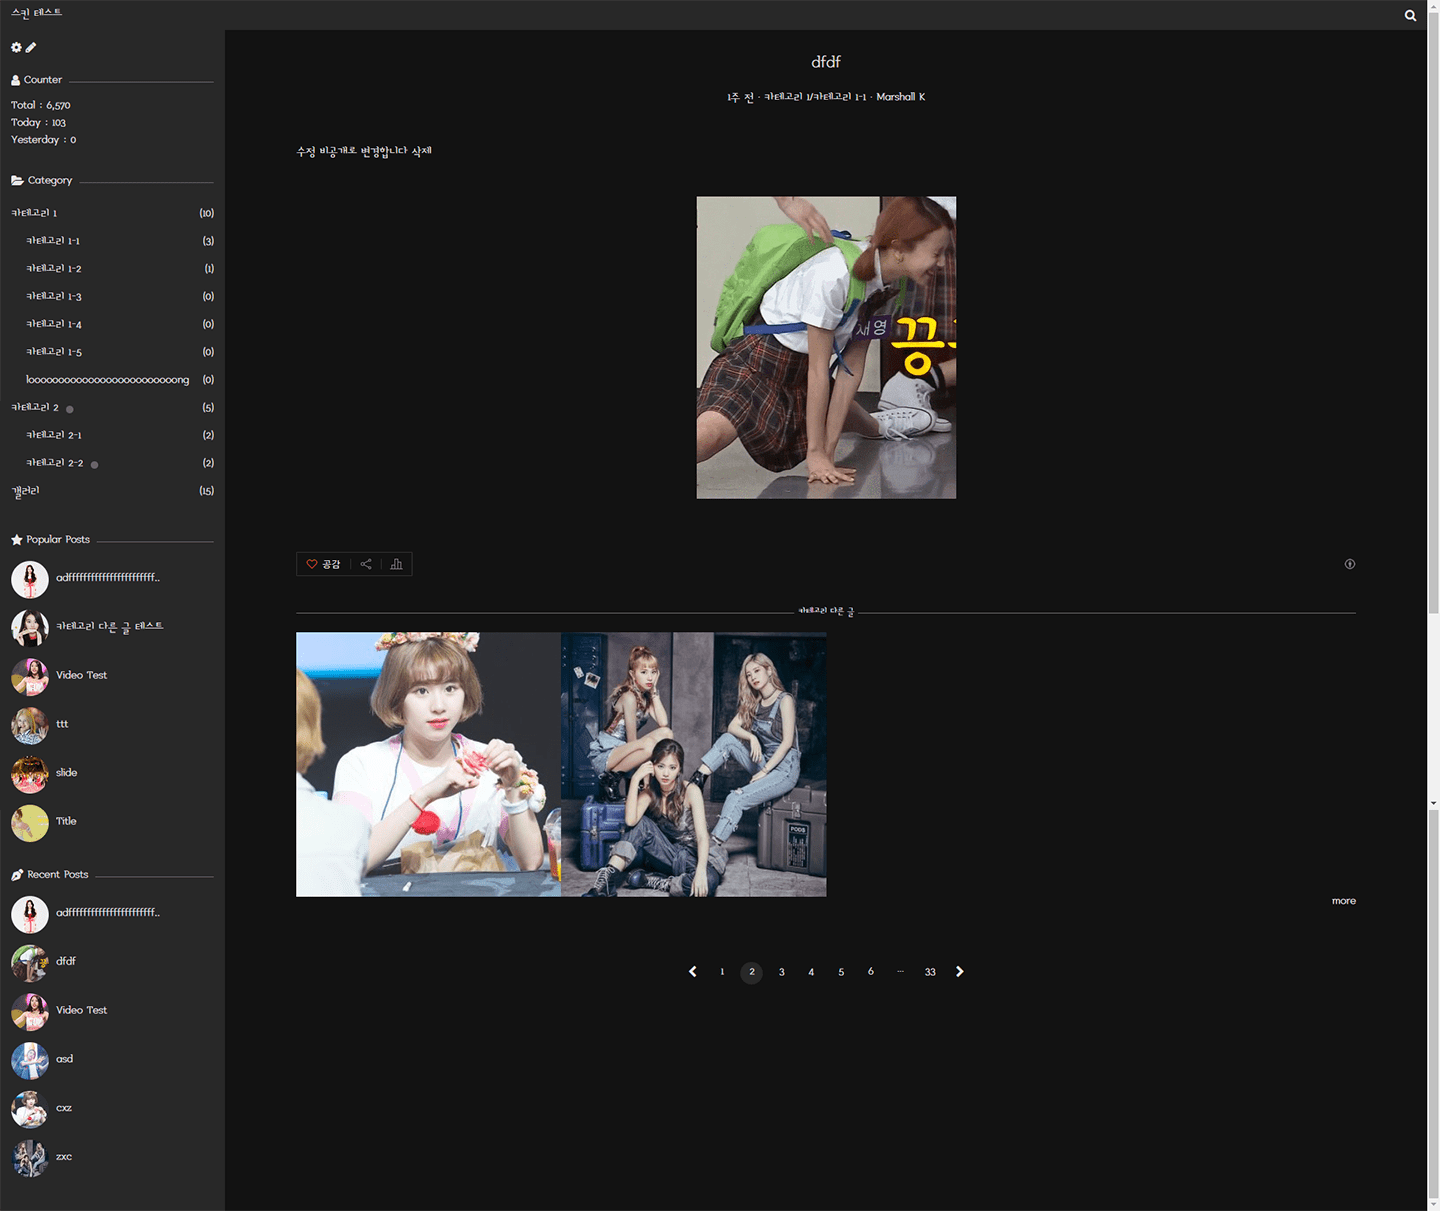 스킨 테스트
Counter
Total : 6,570
Today : 103
Yesterday : 0
Category
카테고리 1 (10)
카테고리 1-1 (3)
카테고리 1-2 (1)
카테고리 1-3 (0)
카테고리 1-4 (0)
카테고리 1-5 (0)
looooooooooooooooooooooooong (0)
카테고리 2 (5)
카테고리 2-1 (2)
카테고리 2-2 (2)
갤러리 (15)
Popular Posts
adfffffffffffffffffffffff..
카테고리 다른 글 테스트
Video Test
ttt
slide
Title
Recent Posts
adfffffffffffffffffffffff..
dfdf
Video Test
asd
cxz
zxc
dfdf
1주 전 · 카테고리 1/카테고리 1-1 · Marshall K
수정 비공개로 변경합니다 삭제
채영
끙
공감
카테고리 다른 글
PODS
more
1 2 3 4 5 6 ··· 33